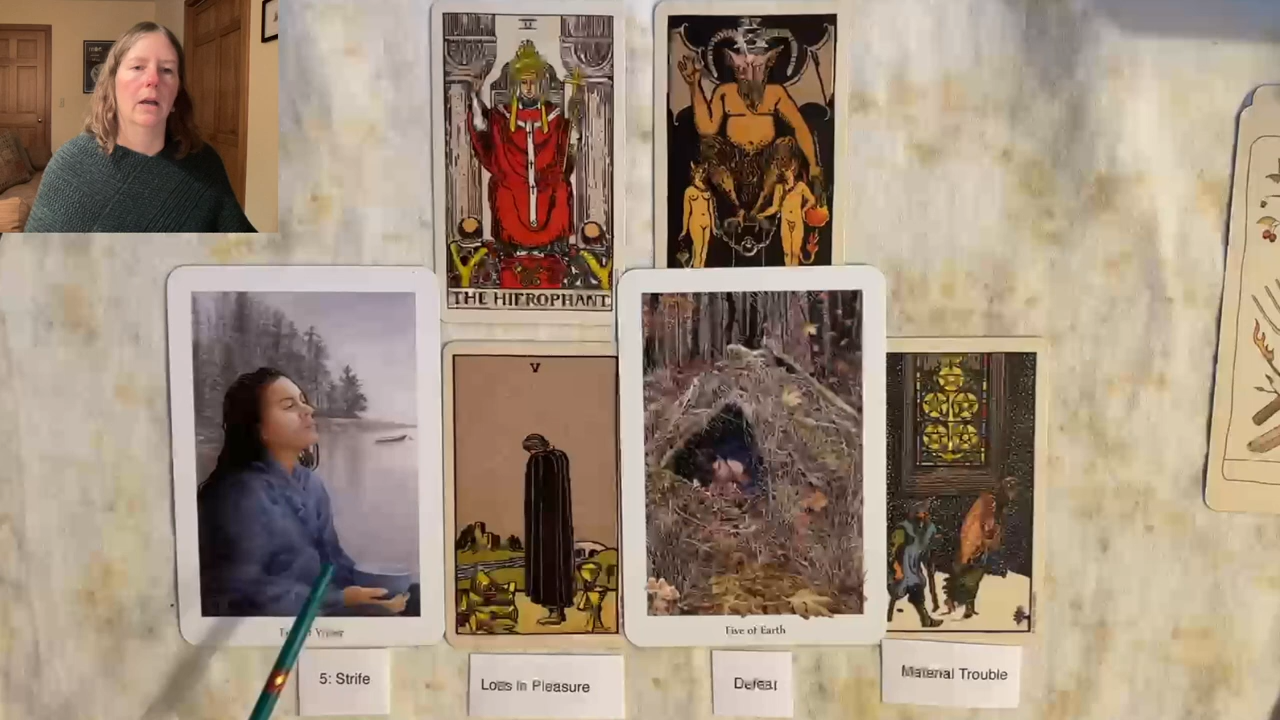 V
THE HIEROPHANT
V
Five of Earth
5: Strife
Loss in Pleasure
Defeat
Material Trouble